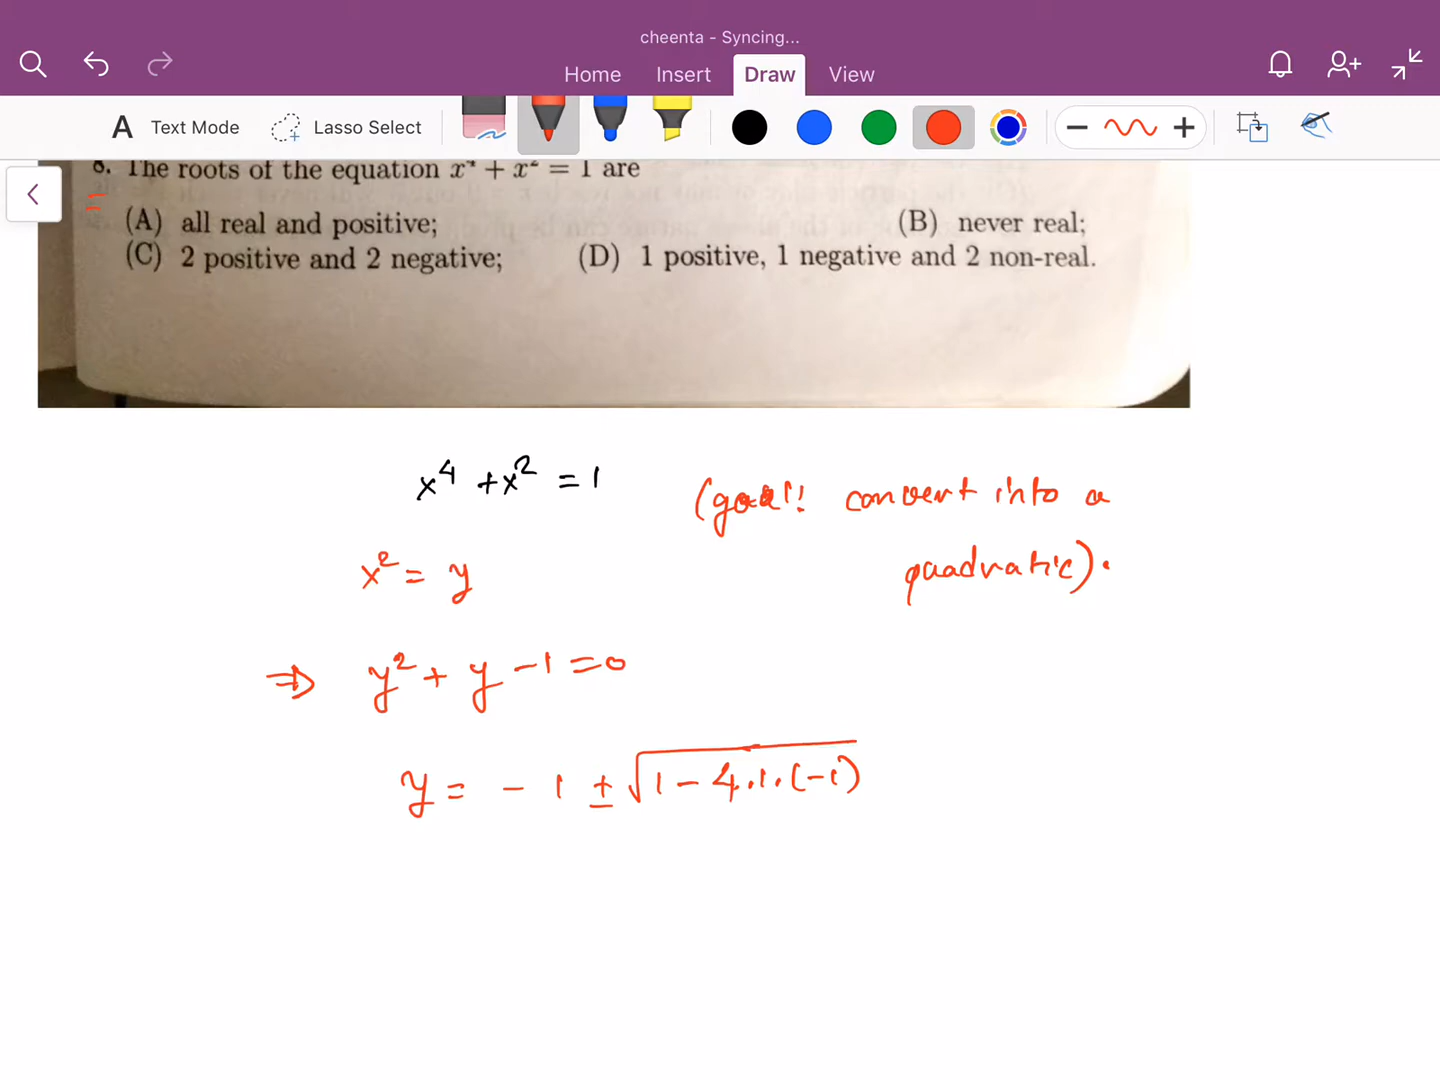 cheenta - Syncing...
Home Insert Draw View
A Text Mode Lasso Select
8. The roots of the equation x⁴ + x² = 1 are
(A) all real and positive; (B) never real;
(C) 2 positive and 2 negative; (D) 1 positive, 1 negative and 2 non-real.
x⁴ + x² = 1 (goal: convert into a
quadratic).
x² = y
⇒ y² + y - 1 = 0
y = - 1 ± √(1 - 4.1.(-1))